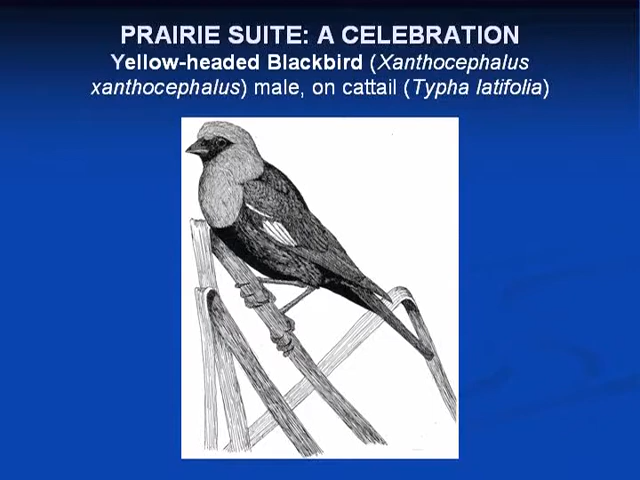 PRAIRIE SUITE: A CELEBRATION
Yellow-headed Blackbird (Xanthocephalus
xanthocephalus) male, on cattail (Typha latifolia)